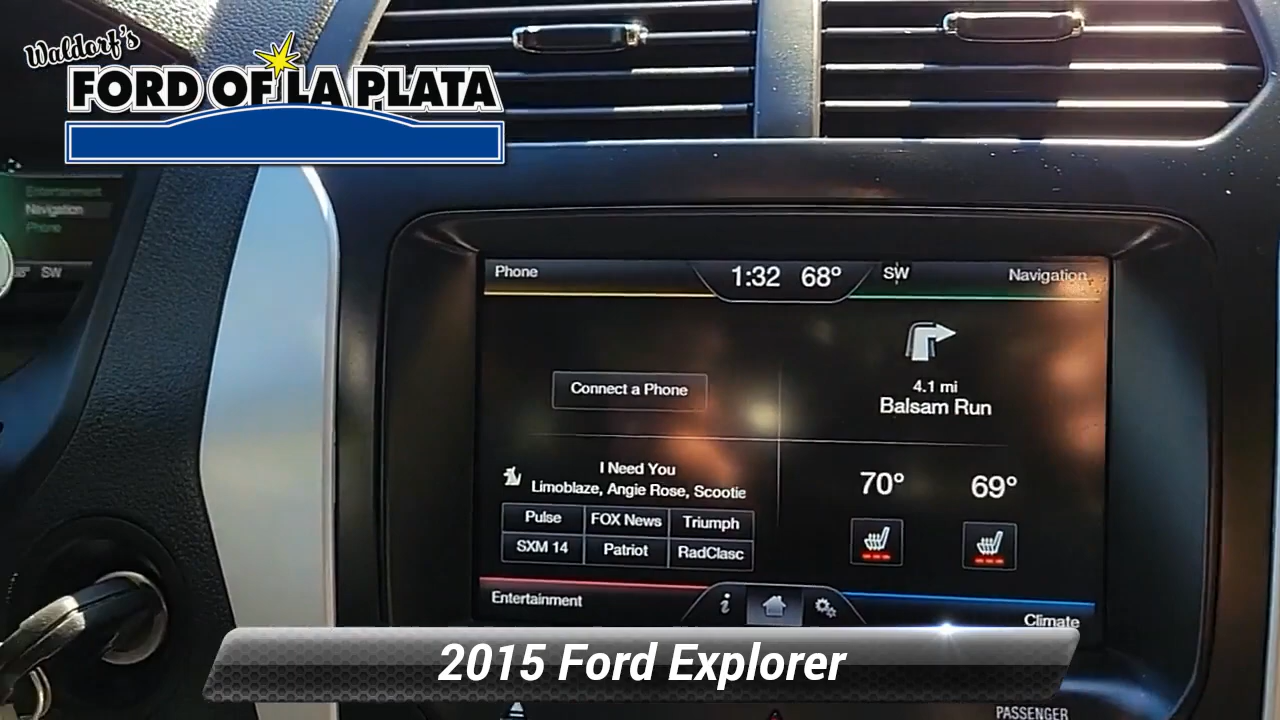 Waldorf's
FORD OF LA PLATA
Entertainment
Navigation
Phone
SW
Phone
1:32 68°
SW
Navigation
Connect a Phone
4.1 mi
Balsam Run
I Need You
Limoblaze, Angie Rose, Scootie
Pulse FOX News Triumph
SXM 14 Patriot RadClasc
70° 69°
Entertainment
i
Climate
2015 Ford Explorer
PASSENGER